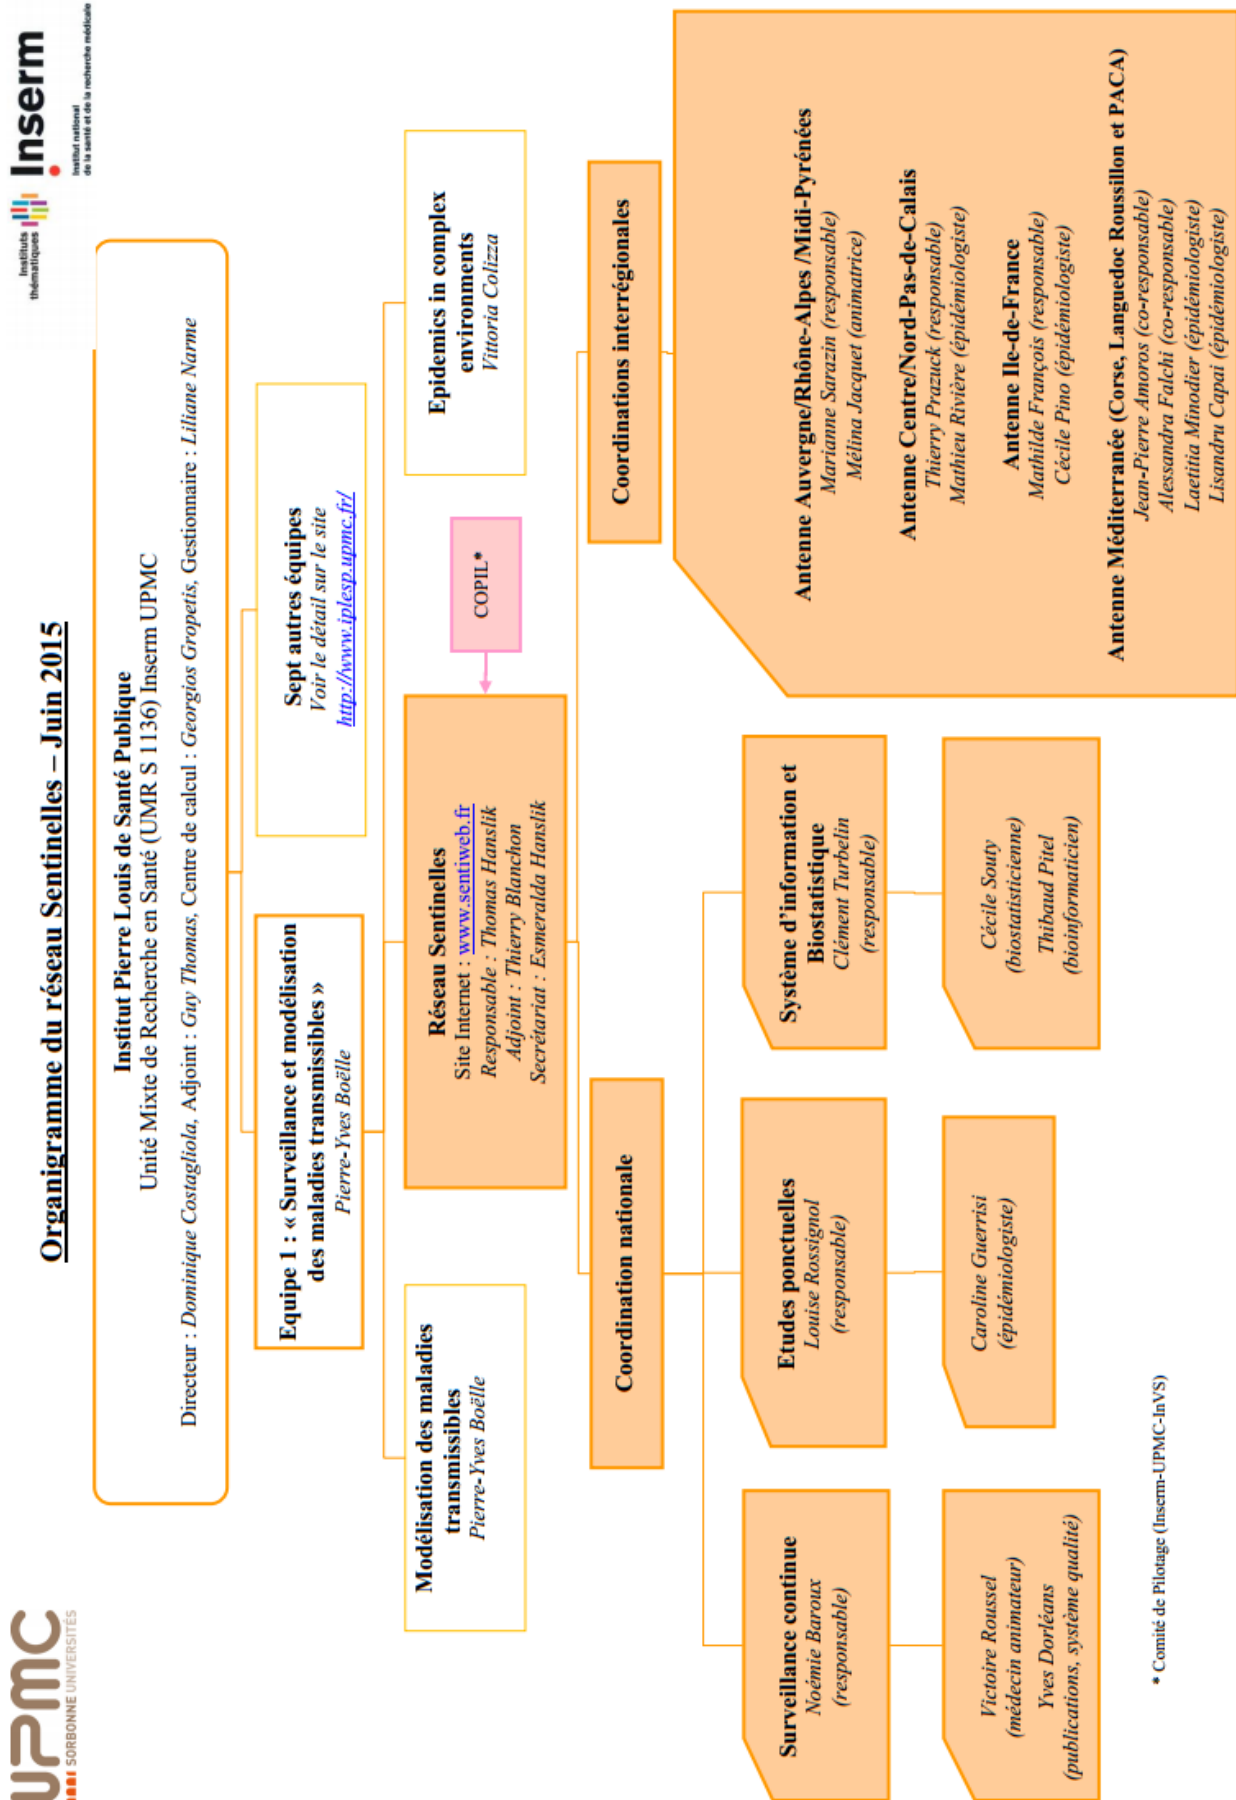 UPMC
SORBONNE UNIVERSITÉS
Instituts
thématiques
Inserm
Institut national
de la santé et de la recherche médicale
Organigramme du réseau Sentinelles – Juin 2015
Institut Pierre Louis de Santé Publique
Unité Mixte de Recherche en Santé (UMR S 1136) Inserm UPMC
Directeur : Dominique Costagliola, Adjoint : Guy Thomas, Centre de calcul : Georgios Gropetis, Gestionnaire : Liliane Narme
Equipe 1 : « Surveillance et modélisation
des maladies transmissibles »
Pierre-Yves Boëlle
Sept autres équipes
Voir le détail sur le site
http://www.iplesp.upmc.fr/
Modélisation des maladies
transmissibles
Pierre-Yves Boëlle
Réseau Sentinelles
Site Internet : www.sentiweb.fr
Responsable : Thomas Hanslik
Adjoint : Thierry Blanchon
Secrétariat : Esmeralda Hanslik
COPIL*
Epidemics in complex
environments
Vittoria Colizza
Coordination nationale
Coordinations interrégionales
Surveillance continue
Noémie Baroux
(responsable)
Etudes ponctuelles
Louise Rossignol
(responsable)
Système d'information et
Biostatistique
Clément Turbelin
(responsable)
Victoire Roussel
(médecin animateur)
Yves Dorléans
(publications, système qualité)
Caroline Guerrisi
(épidémiologiste)
Cécile Souty
(biostatisticienne)
Thibaud Pitel
(bioinformaticien)
Antenne Auvergne/Rhône-Alpes /Midi-Pyrénées
Marianne Sarazin (responsable)
Mélina Jacquet (animatrice)
Antenne Centre/Nord-Pas-de-Calais
Thierry Prazuck (responsable)
Mathieu Rivière (épidémiologiste)
Antenne Ile-de-France
Mathilde François (responsable)
Cécile Pino (épidémiologiste)
Antenne Méditerranée (Corse, Languedoc Roussillon et PACA)
Jean-Pierre Amoros (co-responsable)
Alessandra Falchi (co-responsable)
Laetitia Minodier (épidémiologiste)
Lisandru Capai (épidémiologiste)
* Comité de Pilotage (Inserm-UPMC-InVS)